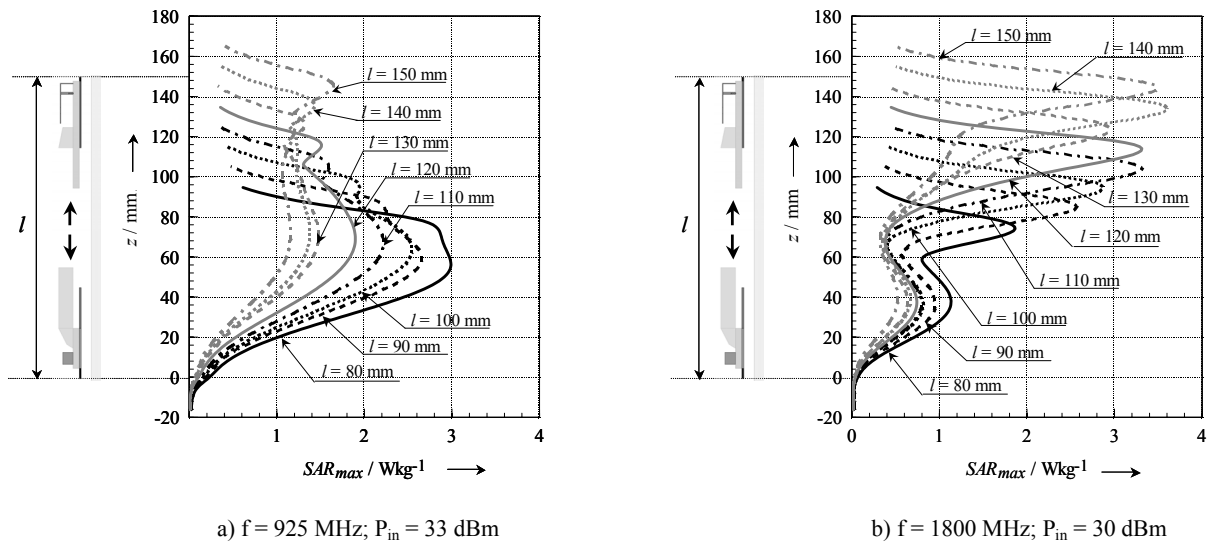 180
160
140
120
100
80
60
40
20
0
-20
z / mm
l
l = 150 mm
l = 140 mm
l = 130 mm
l = 120 mm
l = 110 mm
l = 100 mm
l = 90 mm
l = 80 mm
1 2 3 4
SARmax / Wkg-1
a) f = 925 MHz; Pin = 33 dBm
180
160
140
120
100
80
60
40
20
0
-20
z / mm
l
l = 150 mm
l = 140 mm
l = 130 mm
l = 120 mm
l = 110 mm
l = 100 mm
l = 90 mm
l = 80 mm
0 1 2 3 4
SARmax / Wkg-1
b) f = 1800 MHz; Pin = 30 dBm